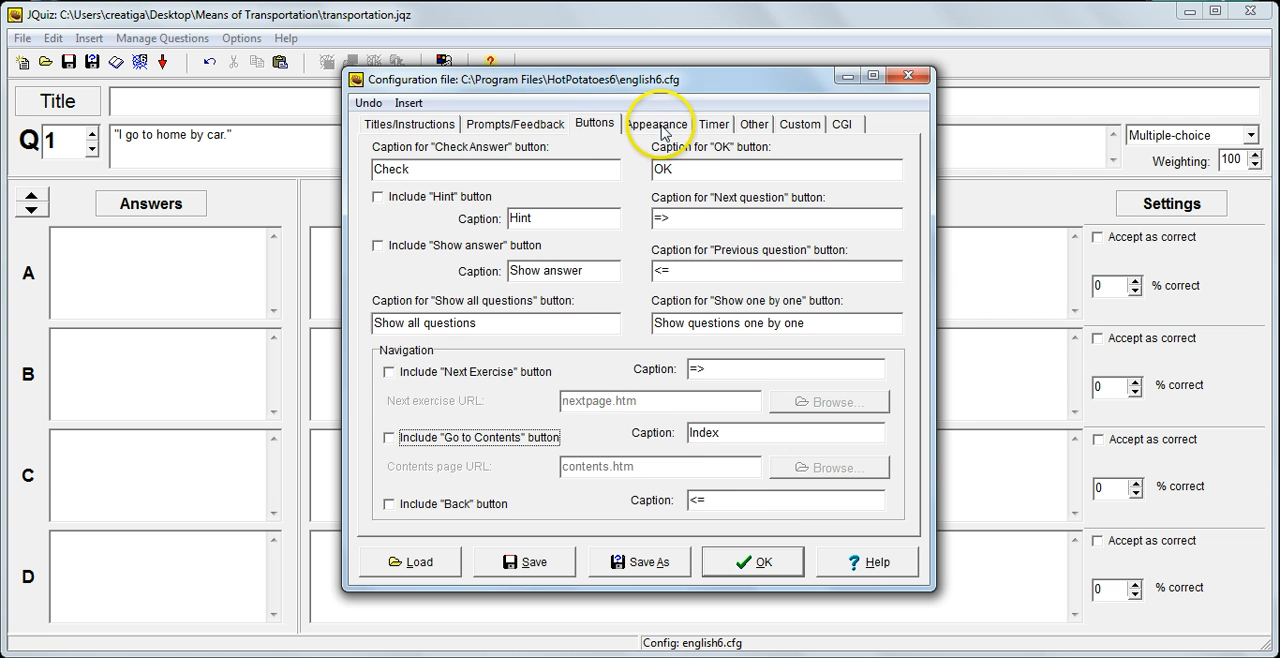 JQuiz: C:\Users\creatiga\Desktop\Means of Transportation\transportation.jqz
File Edit Insert Manage Questions Options Help
Configuration file: C:\Program Files\HotPotatoes6\english6.cfg
Undo Insert
Titles/Instructions Prompts/Feedback Buttons Appearance Timer Other Custom CGI
Title
Q 1 "I go to home by car." Multiple-choice
Weighting: 100
Caption for "Check Answer" button: Caption for "OK" button:
Check OK
Include "Hint" button Caption for "Next question" button:
Caption: Hint =>
Include "Show answer" button Caption for "Previous question" button:
Caption: Show answer <=
Caption for "Show all questions" button: Caption for "Show one by one" button:
Show all questions Show questions one by one
Navigation
Include "Next Exercise" button Caption: =>
Next exercise URL: nextpage.htm Browse...
Include "Go to Contents" button Caption: Index
Contents page URL: contents.htm Browse...
Include "Back" button Caption: <=
Load Save Save As OK Help
Answers Settings
A Accept as correct
0 % correct
B Accept as correct
0 % correct
C Accept as correct
0 % correct
D Accept as correct
0 % correct
Config: english6.cfg